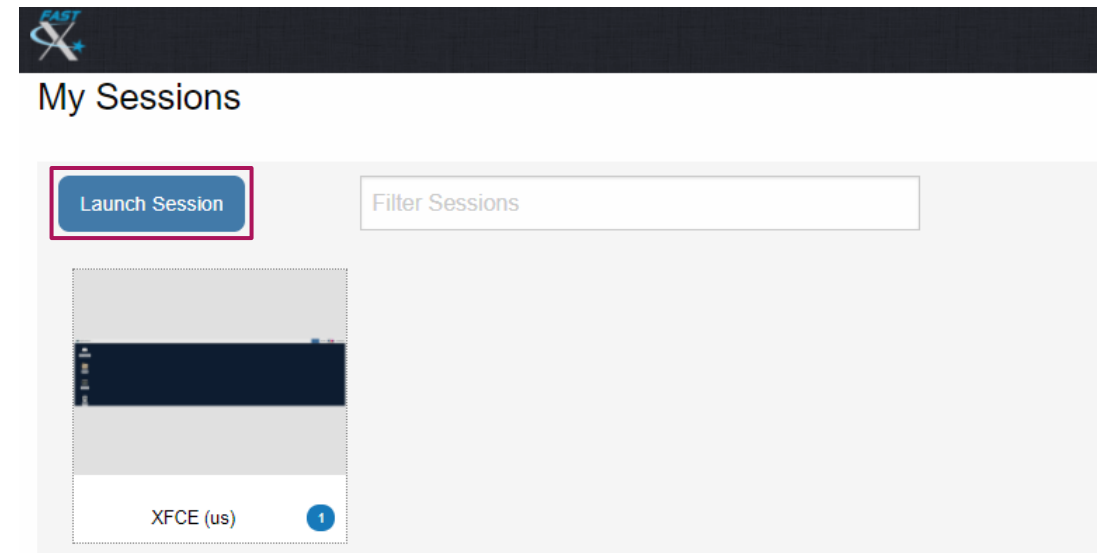 FAST
X
My Sessions
Launch Session
Filter Sessions
XFCE (us)
1